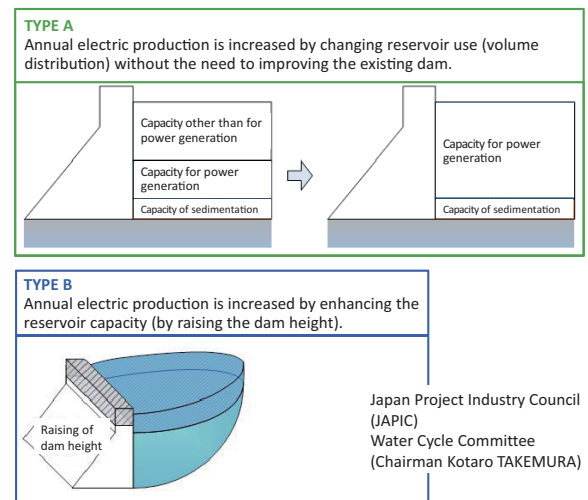 TYPE A
Annual electric production is increased by changing reservoir use (volume
distribution) without the need to improving the existing dam.
Capacity other than for
power generation
Capacity for power
generation
Capacity of sedimentation
Capacity for power
generation
Capacity of sedimentation
TYPE B
Annual electric production is increased by enhancing the
reservoir capacity (by raising the dam height).
Raising of
dam height
Japan Project Industry Council
(JAPIC)
Water Cycle Committee
(Chairman Kotaro TAKEMURA)